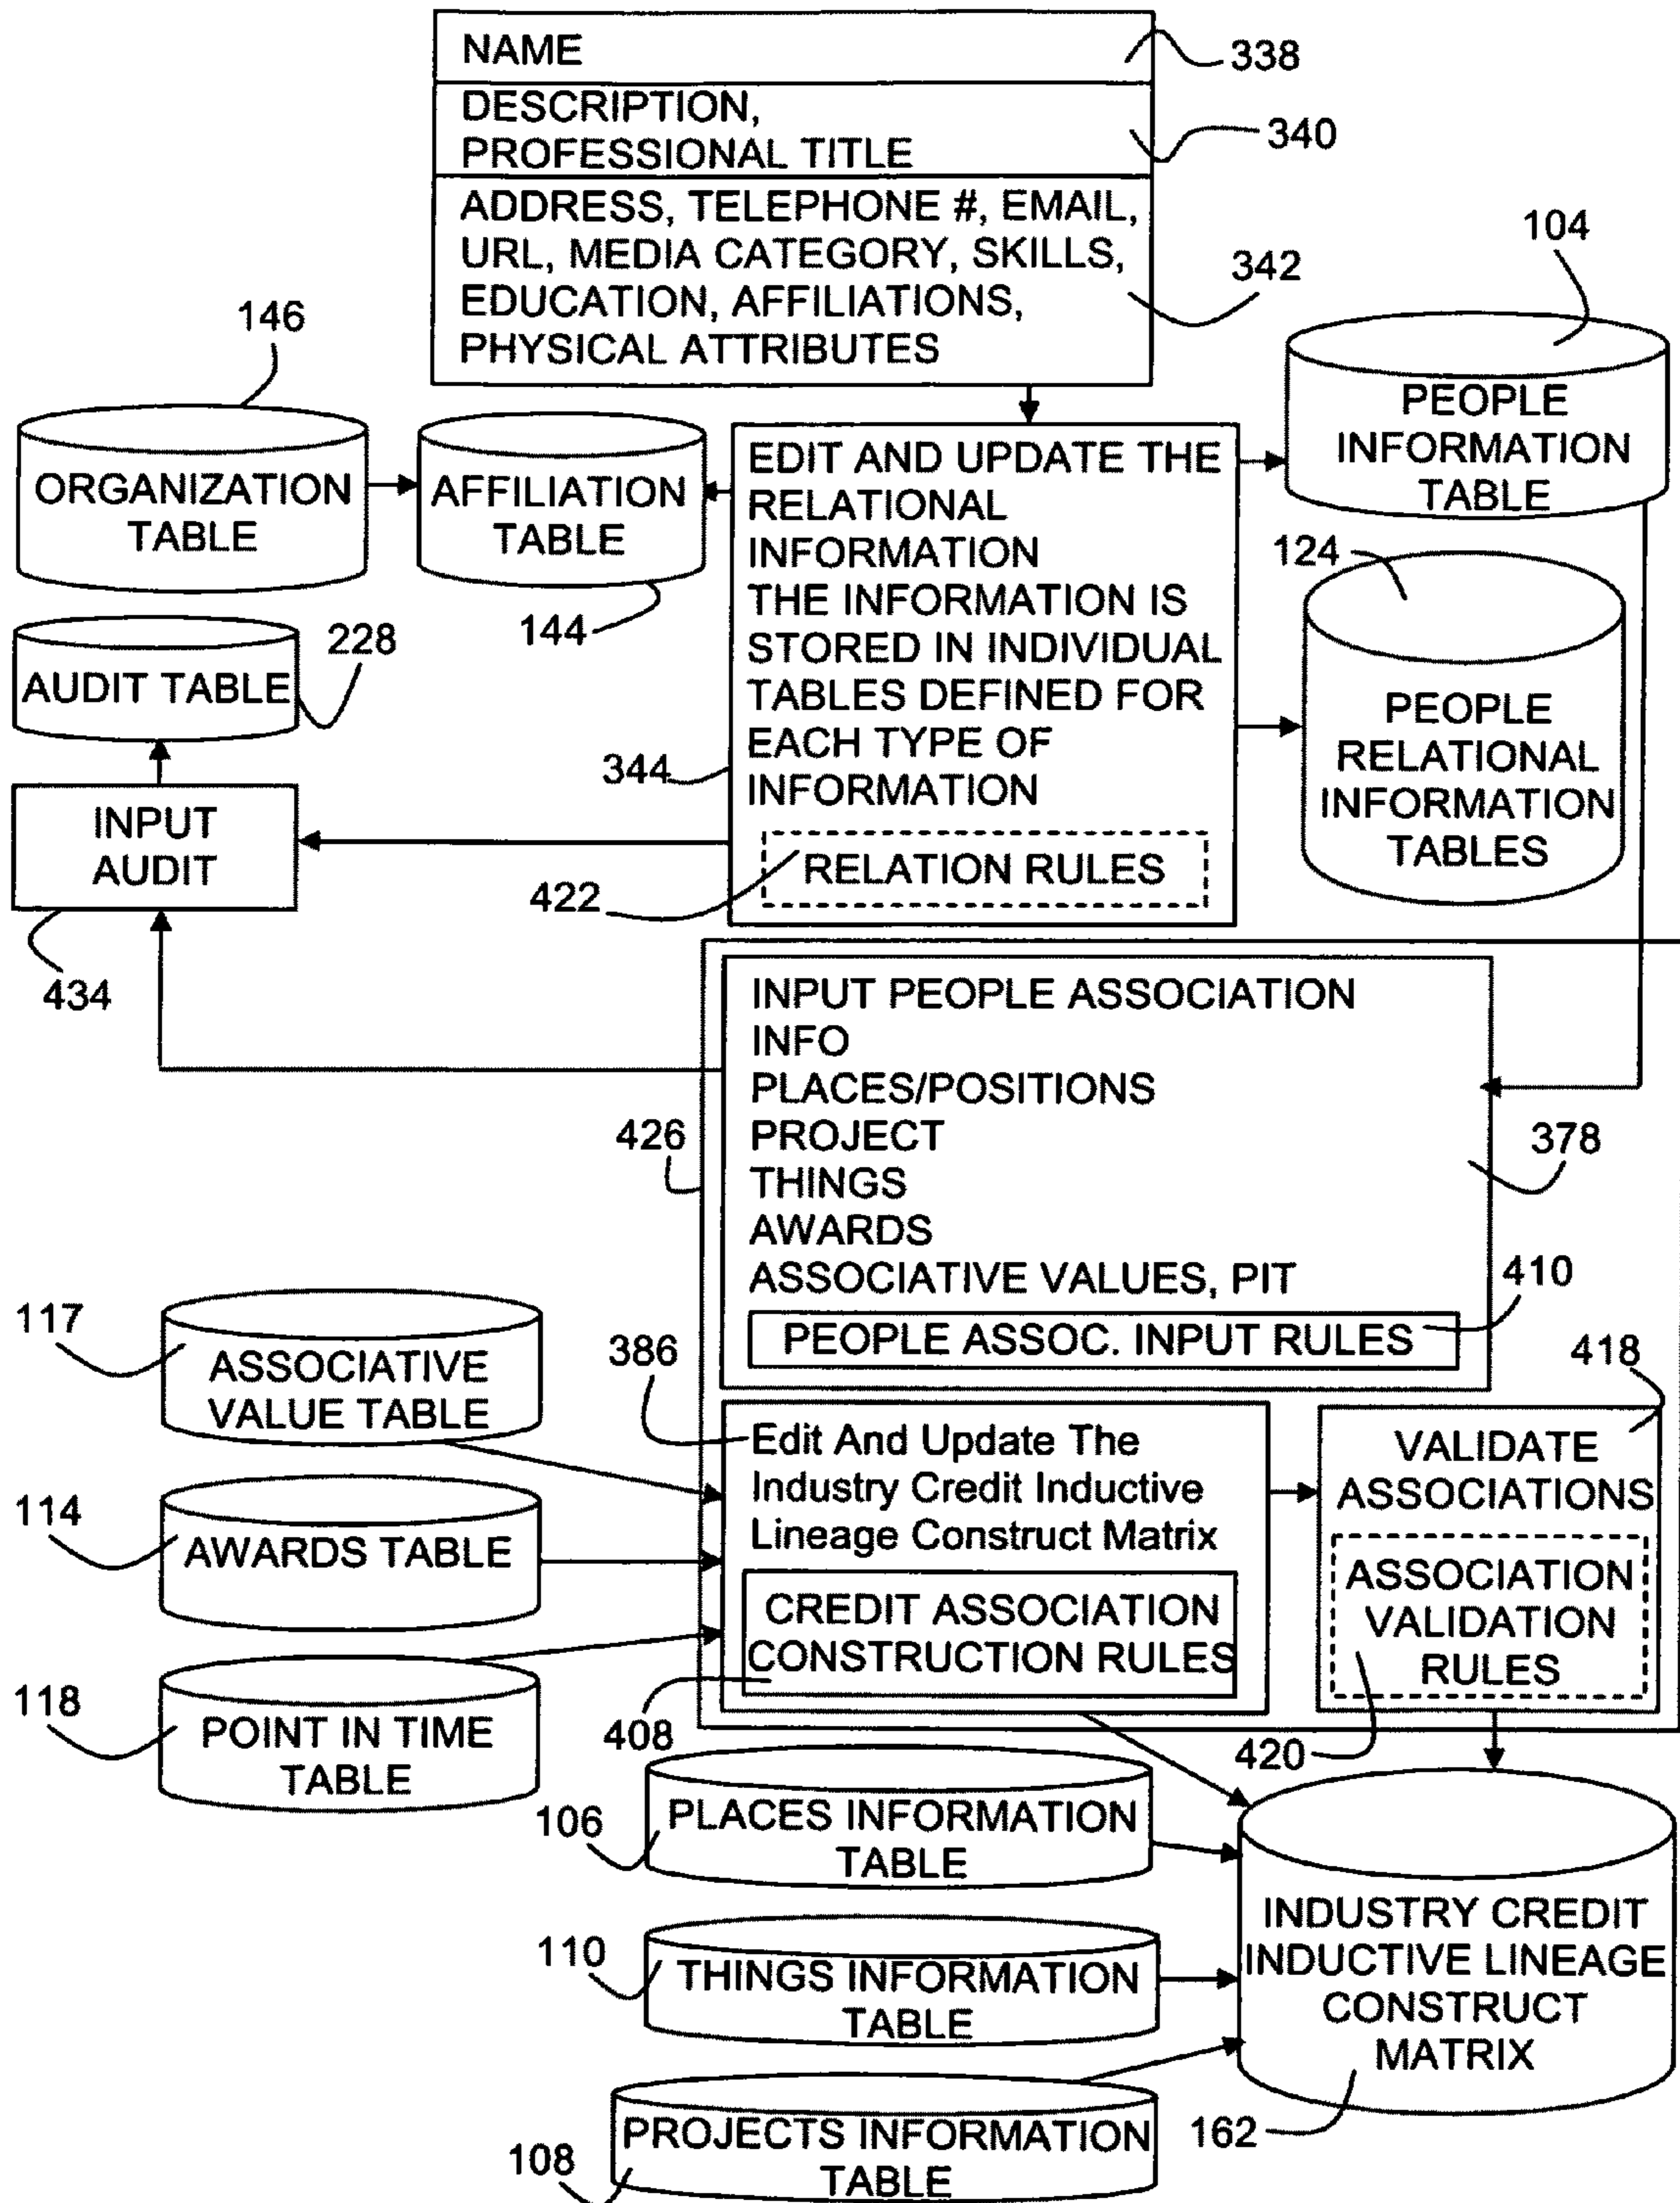 NAME
338
DESCRIPTION,
PROFESSIONAL TITLE
340
ADDRESS, TELEPHONE #, EMAIL,
URL, MEDIA CATEGORY, SKILLS,
EDUCATION, AFFILIATIONS,
PHYSICAL ATTRIBUTES
342
104
PEOPLE
INFORMATION
TABLE
146
ORGANIZATION
TABLE
AFFILIATION
TABLE
144
EDIT AND UPDATE THE
RELATIONAL
INFORMATION
THE INFORMATION IS
STORED IN INDIVIDUAL
TABLES DEFINED FOR
EACH TYPE OF
INFORMATION
344
RELATION RULES
422
124
PEOPLE
RELATIONAL
INFORMATION
TABLES
AUDIT TABLE
228
INPUT
AUDIT
434
INPUT PEOPLE ASSOCIATION
INFO
PLACES/POSITIONS
PROJECT
THINGS
AWARDS
ASSOCIATIVE VALUES, PIT
426
378
410
PEOPLE ASSOC. INPUT RULES
117
ASSOCIATIVE
VALUE TABLE
386
Edit And Update The
Industry Credit Inductive
Lineage Construct Matrix
418
VALIDATE
ASSOCIATIONS
114
AWARDS TABLE
CREDIT ASSOCIATION
CONSTRUCTION RULES
408
ASSOCIATION
VALIDATION
RULES
420
118
POINT IN TIME
TABLE
106
PLACES INFORMATION
TABLE
110
THINGS INFORMATION
TABLE
INDUSTRY CREDIT
INDUCTIVE LINEAGE
CONSTRUCT
MATRIX
162
108
PROJECTS INFORMATION
TABLE